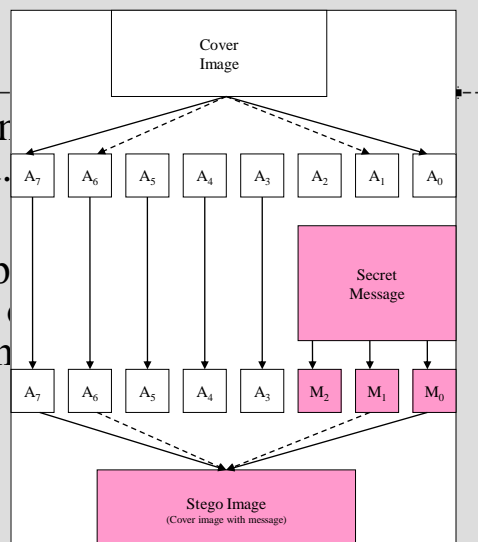 Cover
Image
A7 A6 A5 A4 A3 A2 A1 A0
Secret
Message
A7 A6 A5 A4 A3 M2 M1 M0
Stego Image
(Cover image with message)